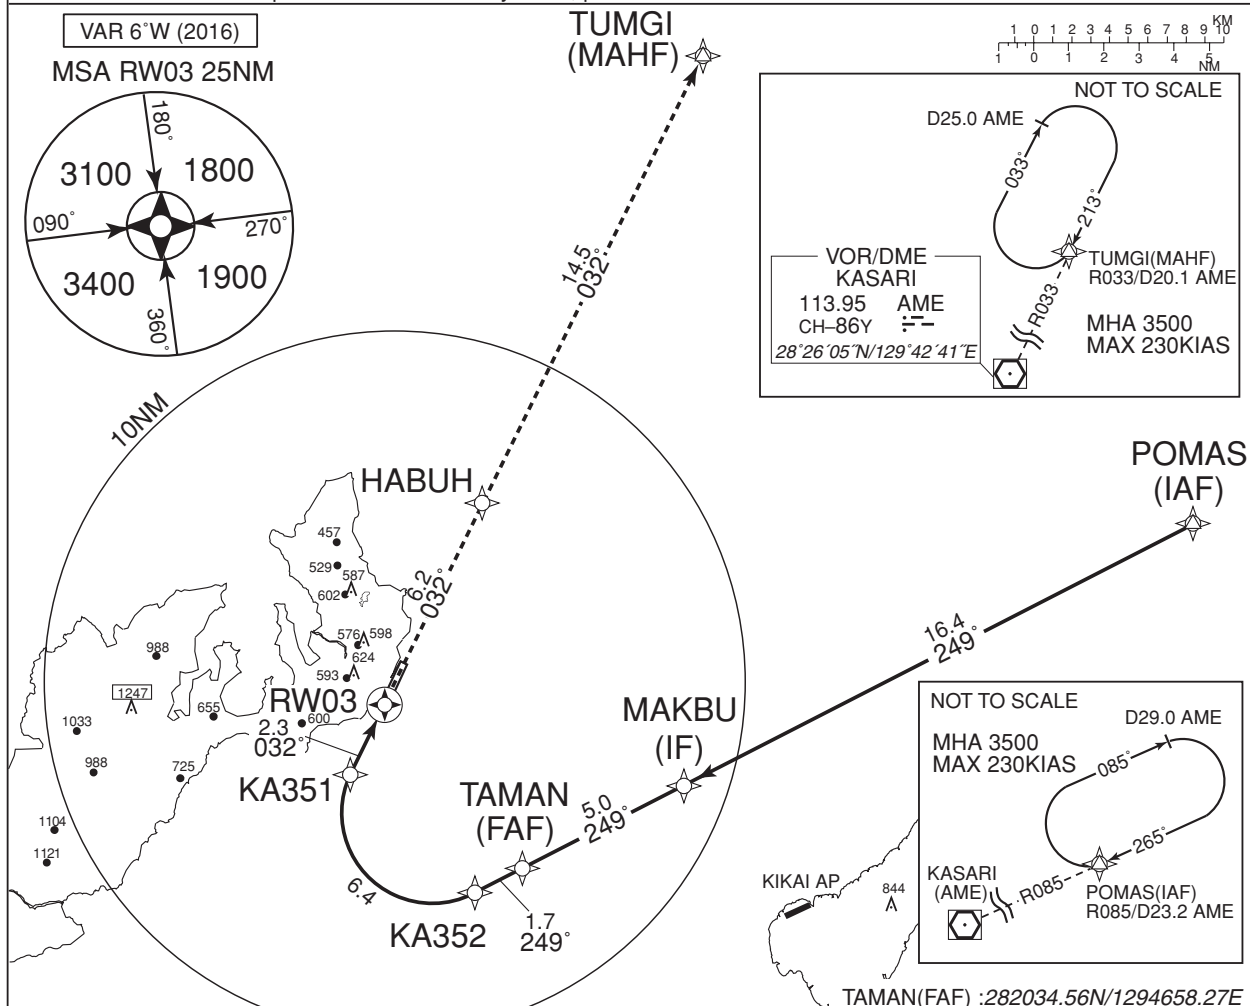 VAR 6°W (2016)
MSA RW03 25NM
180°
3100
1800
090°
270°
3400
1900
360°
TUMGI
(MAHF)
1 0 1 2 3 4 5 6 7 8 9 10
KM
1 0 1 2 3 4 5
NM
NOT TO SCALE
D25.0 AME
033°
213°
TUMGI(MAHF)
R033/D20.1 AME
R033
MHA 3500
MAX 230KIAS
VOR/DME
KASARI
113.95 AME
CH–86Y
28°26´05˝N/129°42´41˝E
14.5
032°
10NM
HABUH
6.2
032°
POMAS
(IAF)
16.4
249°
457
529
587
602
576
598
624
593
988
1247
655
600
1033
988
725
1104
1121
RW03
2.3
032°
KA351
6.4
MAKBU
(IF)
TAMAN
(FAF)
5.0
249°
KA352
1.7
249°
KIKAI AP
844
NOT TO SCALE
D29.0 AME
MHA 3500
MAX 230KIAS
085°
265°
KASARI
(AME)
R085
POMAS(IAF)
R085/D23.2 AME
TAMAN(FAF) :282034.56N/1294658.27E